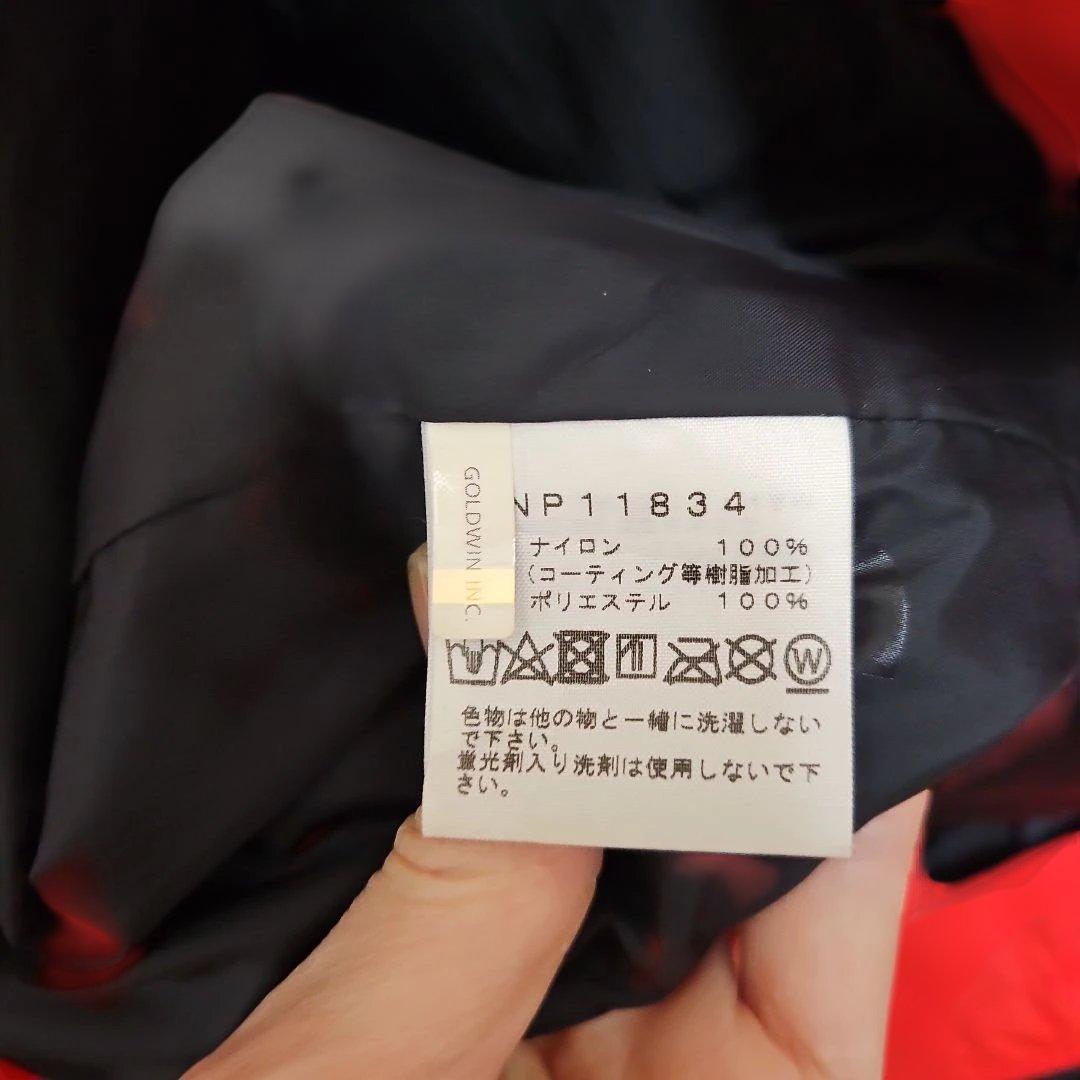 GOLDWIN INC.
NP11834
ナイロン 100%
(コーティング等樹脂加工)
ポリエステル 100%
W
色物は他の物と一緒に洗濯しない
で下さい。
蛍光剤入り洗剤は使用しないで下
さい。